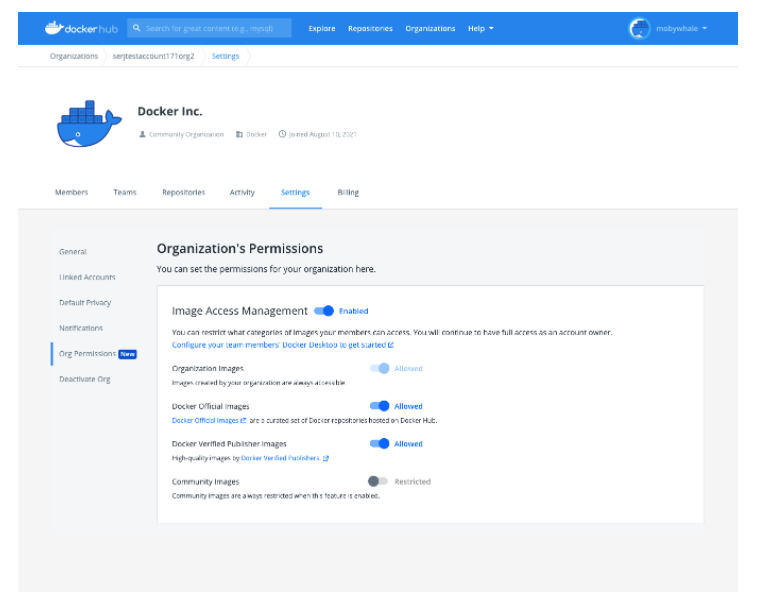 docker hub Search for great content (e.g., mysql) Explore Repositories Organizations Help mobywhale
Organizations serjtestaccount171org2 Settings
Docker Inc.
Community Organization Docker Joined August 10, 2021
Members Teams Repositories Activity Settings Billing
General
Linked Accounts
Default Privacy
Notifications
Org Permissions New
Deactivate Org
Organization's Permissions
You can set the permissions for your organization here.
Image Access Management Enabled
You can restrict what categories of images your members can access. You will continue to have full access as an account owner.
Configure your team members' Docker Desktop to get started
Organization Images Allowed
Images created by your organization are always accessible.
Docker Official Images Allowed
Docker Official Images are a curated set of Docker repositories hosted on Docker Hub.
Docker Verified Publisher Images Allowed
High-quality images by Docker Verified Publishers.
Community Images Restricted
Community images are always restricted when this feature is enabled.